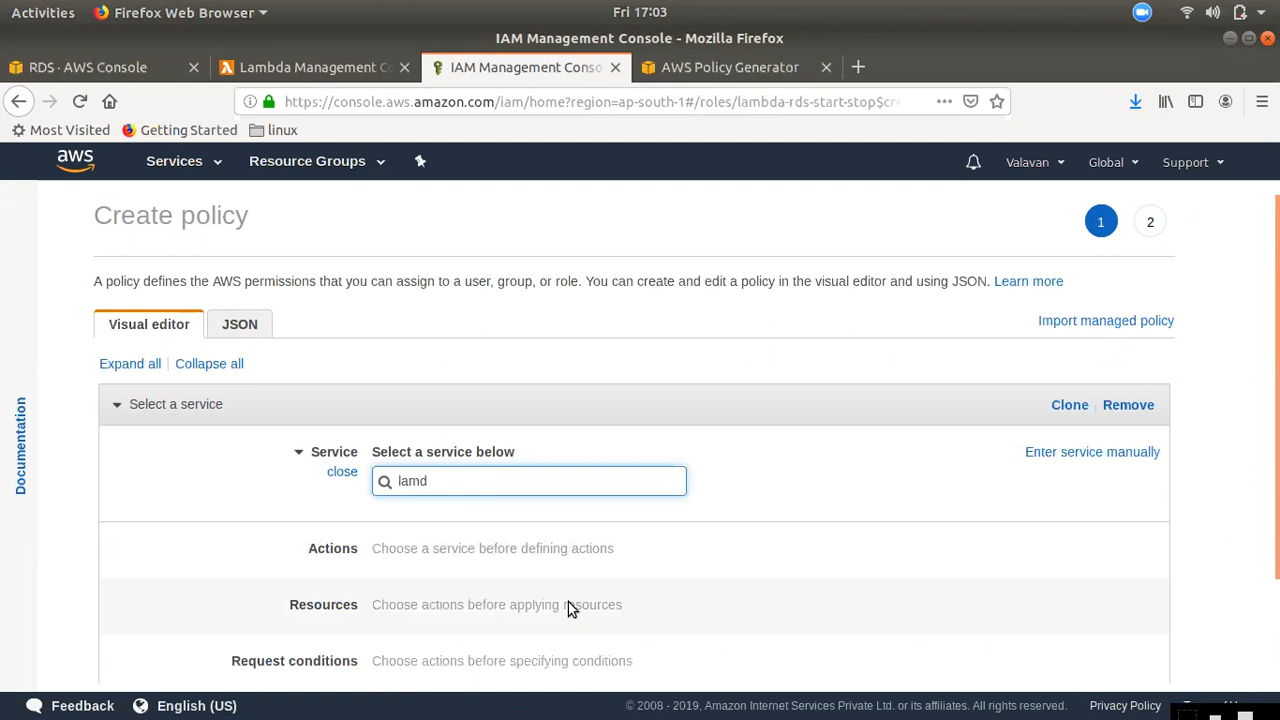 Activities
Firefox Web Browser
Fri 17:03
IAM Management Console - Mozilla Firefox
RDS · AWS Console
Lambda Management C
IAM Management Conso
AWS Policy Generator
https://console.aws.amazon.com/iam/home?region=ap-south-1#/roles/lambda-rds-start-stop$cr
Most Visited
Getting Started
linux
aws
Services
Resource Groups
Valavan
Global
Support
Create policy
1
2
A policy defines the AWS permissions that you can assign to a user, group, or role. You can create and edit a policy in the visual editor and using JSON. Learn more
Visual editor
JSON
Import managed policy
Expand all
Collapse all
Select a service
Clone
Remove
Service
Select a service below
Enter service manually
close
lamd
Actions
Choose a service before defining actions
Resources
Choose actions before applying resources
Request conditions
Choose actions before specifying conditions
Documentation
Feedback
English (US)
© 2008 - 2019, Amazon Internet Services Private Ltd. or its affiliates. All rights reserved.
Privacy Policy